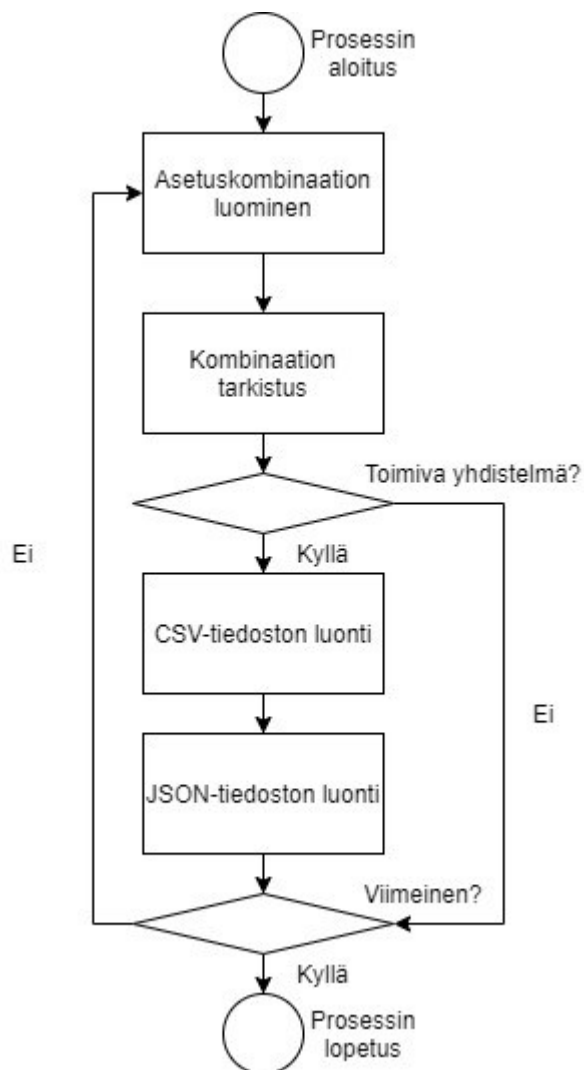 Prosessin
aloitus
Asetuskombinaation
luominen
Kombinaation
tarkistus
Toimiva yhdistelmä?
Ei
Kyllä
CSV-tiedoston luonti
Ei
JSON-tiedoston luonti
Viimeinen?
Kyllä
Prosessin
lopetus